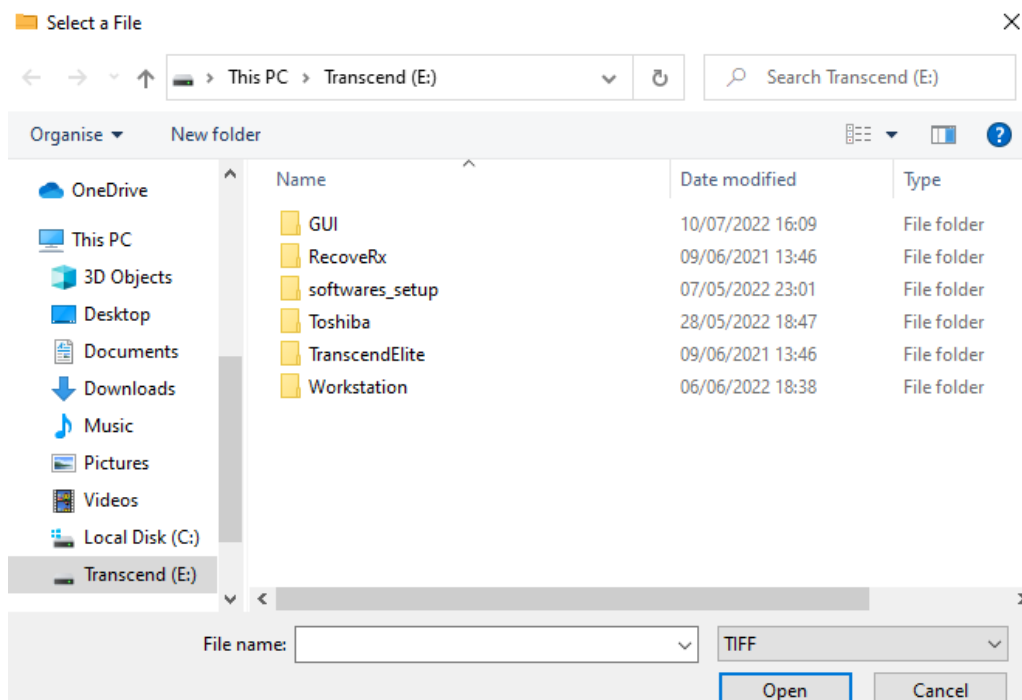 Select a File
This PC > Transcend (E:)
Search Transcend (E:)
Organise
New folder
?
OneDrive
This PC
3D Objects
Desktop
Documents
Downloads
Music
Pictures
Videos
Local Disk (C:)
Transcend (E:)
Name Date modified Type
GUI 10/07/2022 16:09 File folder
RecoveRx 09/06/2021 13:46 File folder
softwares_setup 07/05/2022 23:01 File folder
Toshiba 28/05/2022 18:47 File folder
TranscendElite 09/06/2021 13:46 File folder
Workstation 06/06/2022 18:38 File folder
File name:
TIFF
Open
Cancel